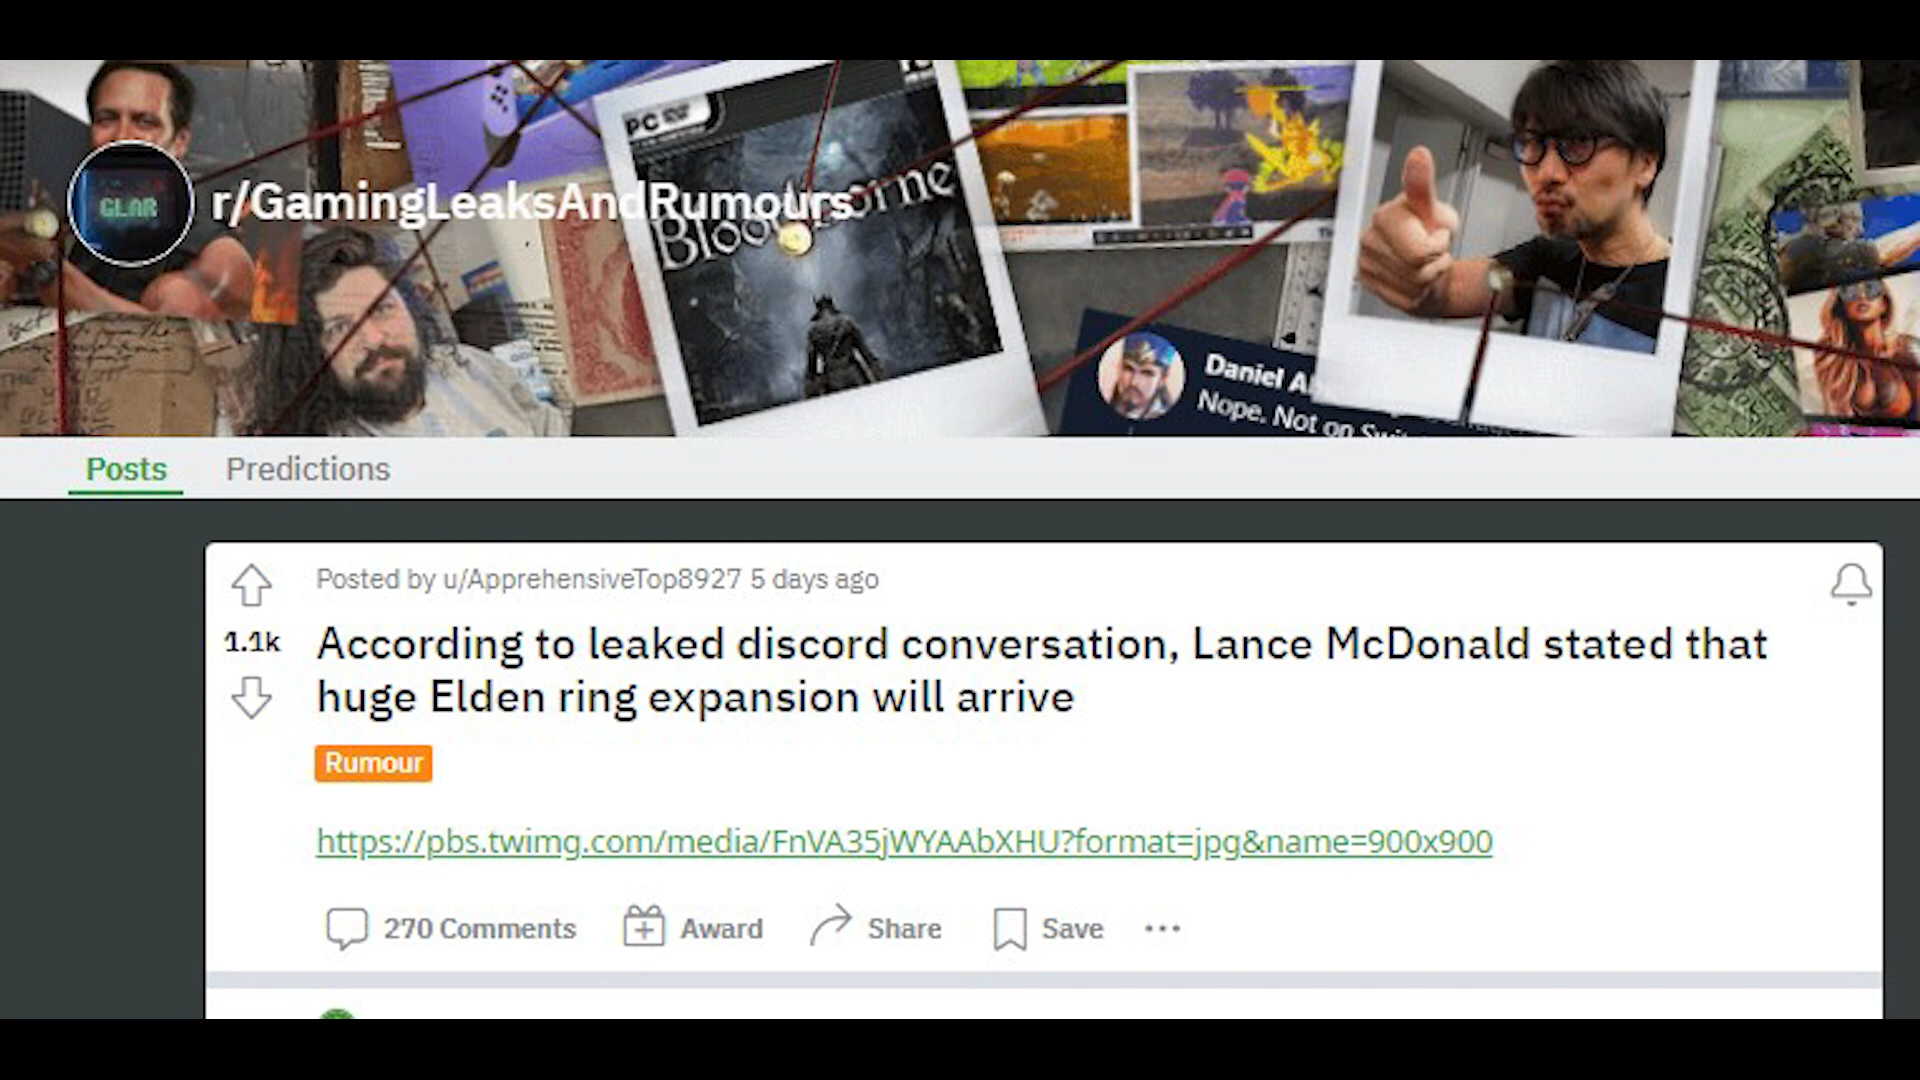 PC
GLAR
r/GamingLeaksAndRumours
Bloodborne
Daniel A
Nope. Not on Swi
Posts
Predictions
Posted by u/ApprehensiveTop8927 5 days ago
1.1k
According to leaked discord conversation, Lance McDonald stated that
huge Elden ring expansion will arrive
Rumour
https://pbs.twimg.com/media/FnVA35jWYAAbXHU?format=jpg&name=900x900
270 Comments
Award
Share
Save